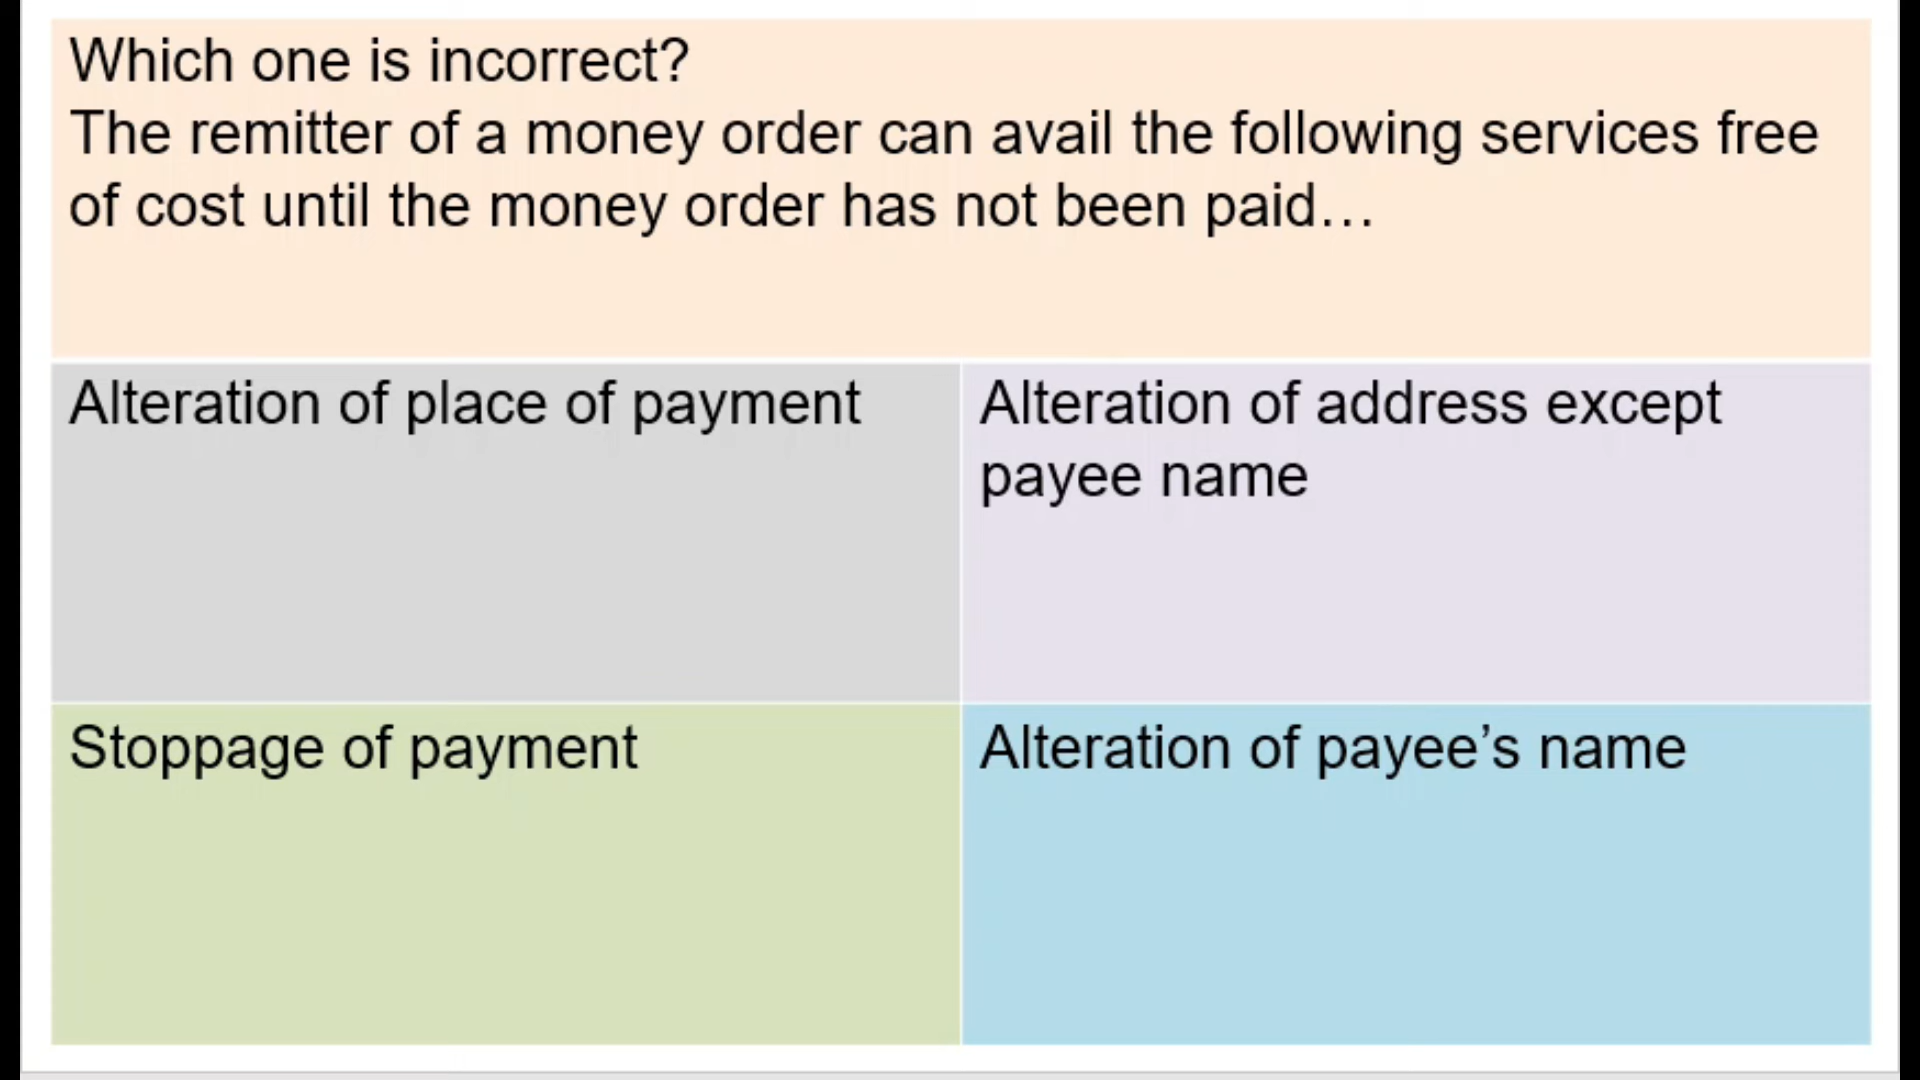 Which one is incorrect?
The remitter of a money order can avail the following services free
of cost until the money order has not been paid…
Alteration of place of payment
Alteration of address except
payee name
Stoppage of payment
Alteration of payee’s name